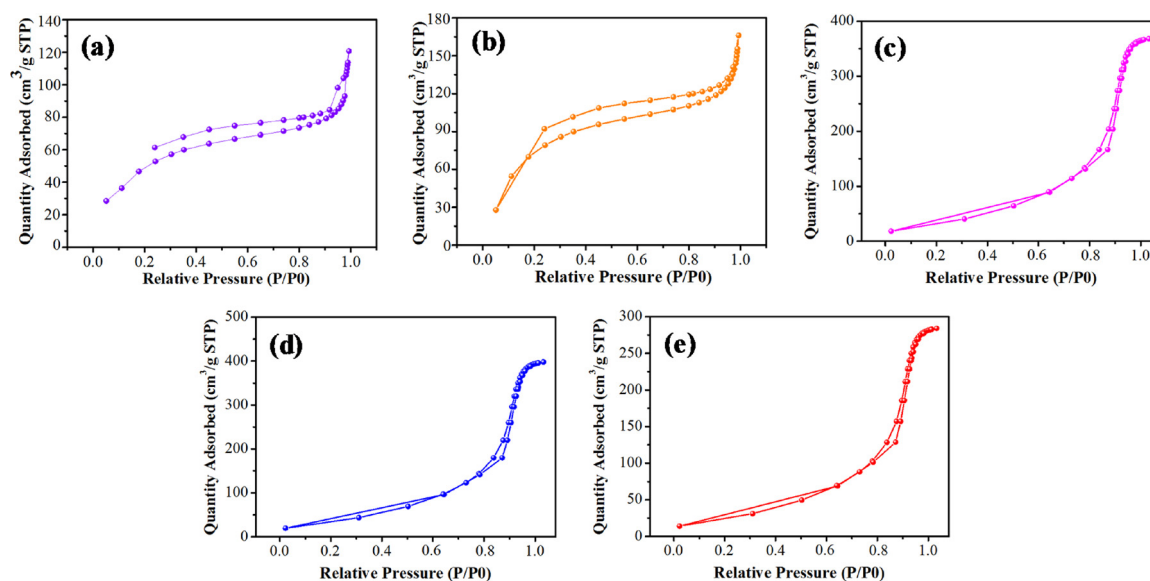 (a)
Quantity Adsorbed (cm³/g STP)
140
120
100
80
60
40
20
0
0.0 0.2 0.4 0.6 0.8 1.0
Relative Pressure (P/P0)
(b)
Quantity Adsorbed (cm³/g STP)
180
150
120
90
60
30
0
0.0 0.2 0.4 0.6 0.8 1.0
Relative Pressure (P/P0)
(c)
Quantity Adsorbed (cm³/g STP)
400
300
200
100
0
0.0 0.2 0.4 0.6 0.8 1.0
Relative Pressure (P/P0)
(d)
Quantity Adsorbed (cm³/g STP)
500
400
300
200
100
0
0.0 0.2 0.4 0.6 0.8 1.0
Relative Pressure (P/P0)
(e)
Quantity Adsorbed (cm³/g STP)
300
250
200
150
100
50
0
0.0 0.2 0.4 0.6 0.8 1.0
Relative Pressure (P/P0)